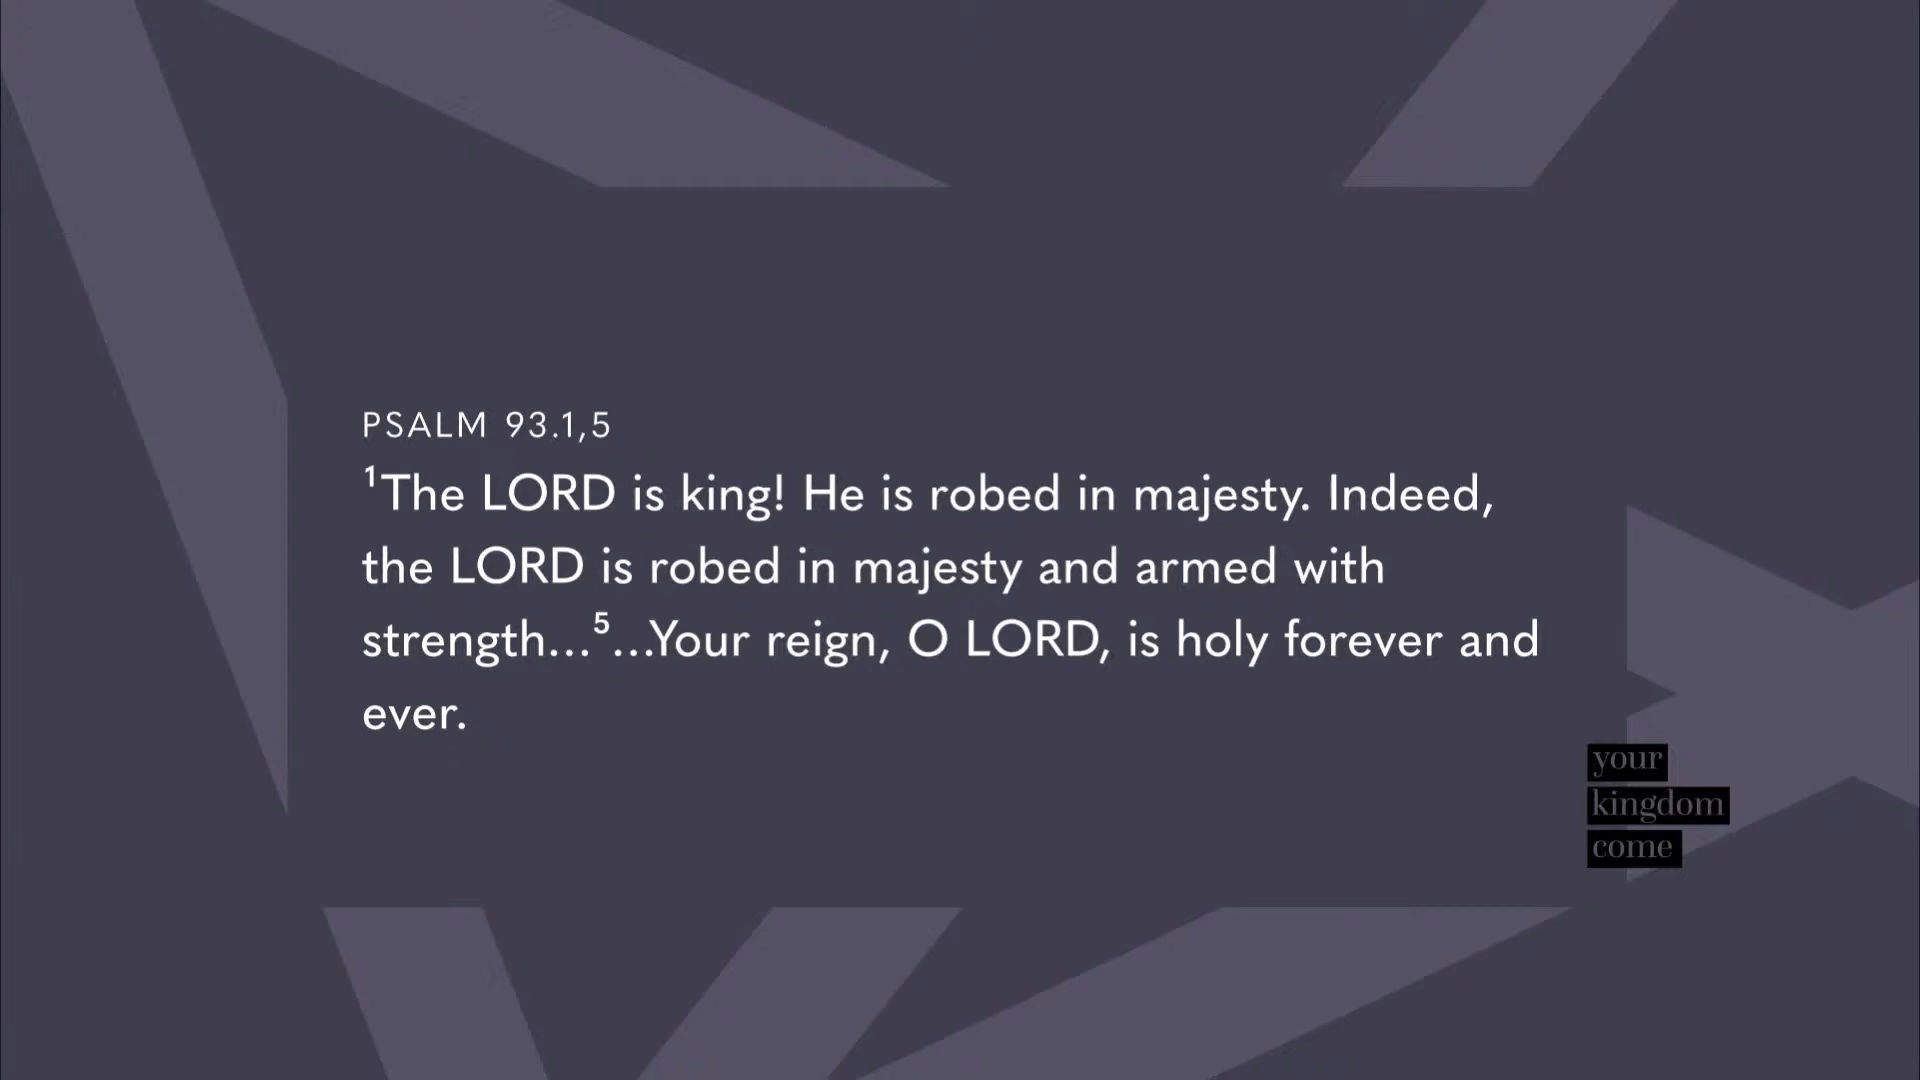 PSALM 93.1,5
¹The LORD is king! He is robed in majesty. Indeed,
the LORD is robed in majesty and armed with
strength...⁵...Your reign, O LORD, is holy forever and
ever.
your
kingdom
come